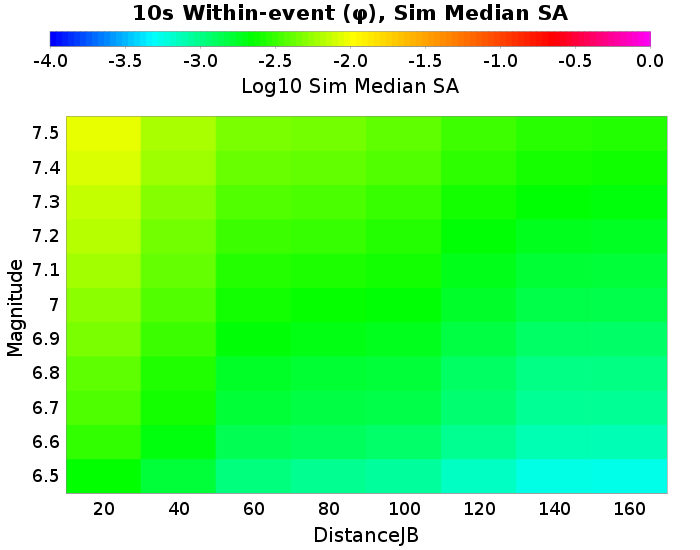 10s Within-event (φ), Sim Median SA
-4.0 -3.5 -3.0 -2.5 -2.0 -1.5 -1.0 -0.5 0.0
Log10 Sim Median SA
7.5
7.4
7.3
7.2
7.1
7
6.9
6.8
6.7
6.6
6.5
Magnitude
20 40 60 80 100 120 140 160
DistanceJB